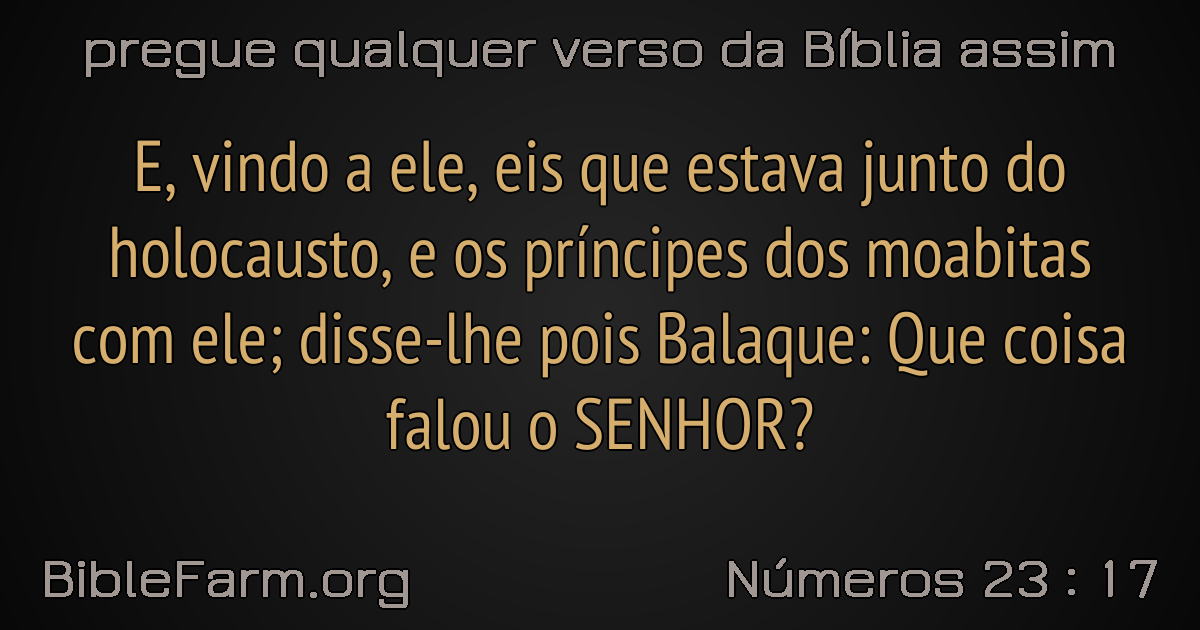 pregue qualquer verso da Bíblia assim
E, vindo a ele, eis que estava junto do
holocausto, e os príncipes dos moabitas
com ele; disse-lhe pois Balaque: Que coisa
falou o SENHOR?
BibleFarm.org
Números 23 : 17